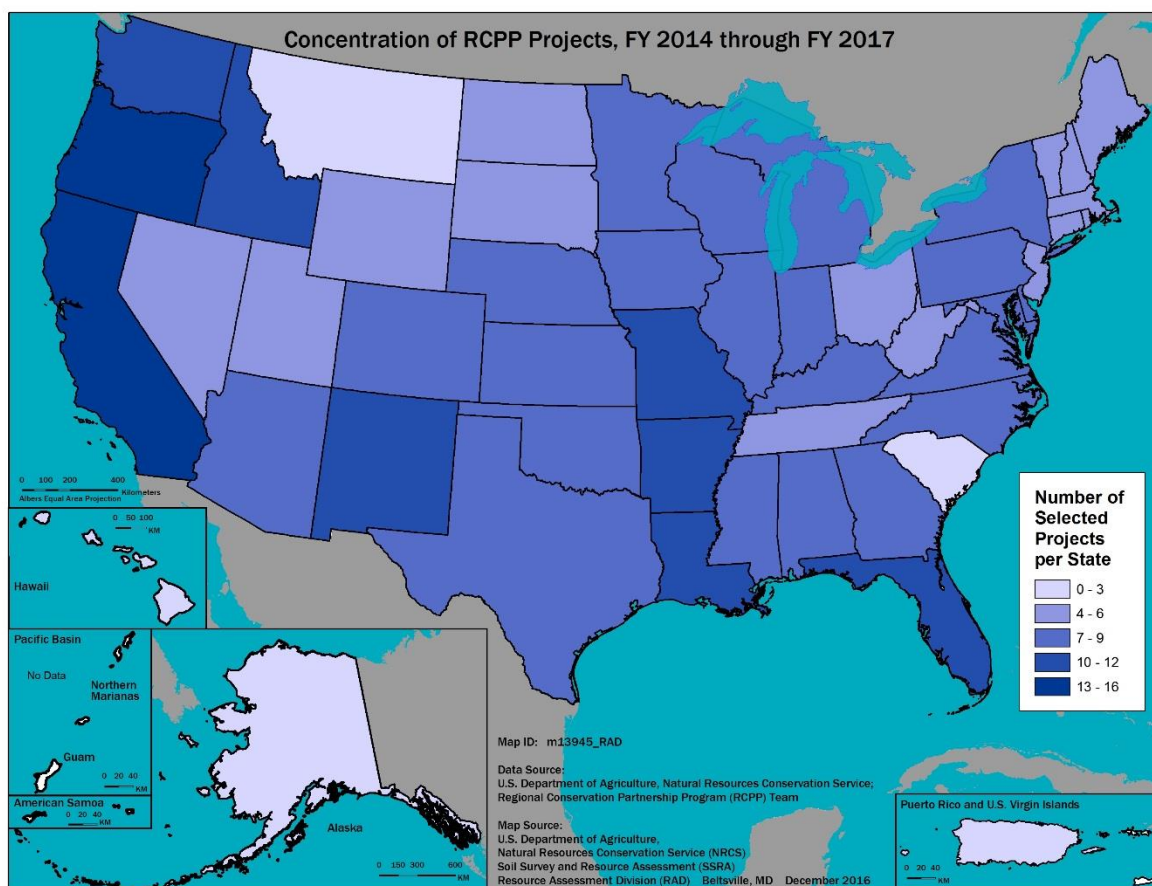 Concentration of RCPP Projects, FY 2014 through FY 2017
0 100 200 400
Kilometers
Albers Equal Area Projection
0 50 100
KM
Hawaii
Pacific Basin
No Data
Northern
Marianas
Guam
0 20 40
KM
American Samoa
0 20 40
KM
Alaska
0 150 300 600
KM
Number of
Selected
Projects
per State
0 - 3
4 - 6
7 - 9
10 - 12
13 - 16
Map ID: m13945_RAD
Data Source:
U.S. Department of Agriculture, Natural Resources Conservation Service;
Regional Conservation Partnership Program (RCPP) Team
Map Source:
U.S. Department of Agriculture,
Natural Resources Conservation Service (NRCS)
Soil Survey and Resource Assessment (SSRA)
Resource Assessment Division (RAD) Beltsville, MD December 2016
Puerto Rico and U.S. Virgin Islands
0 20 40
KM